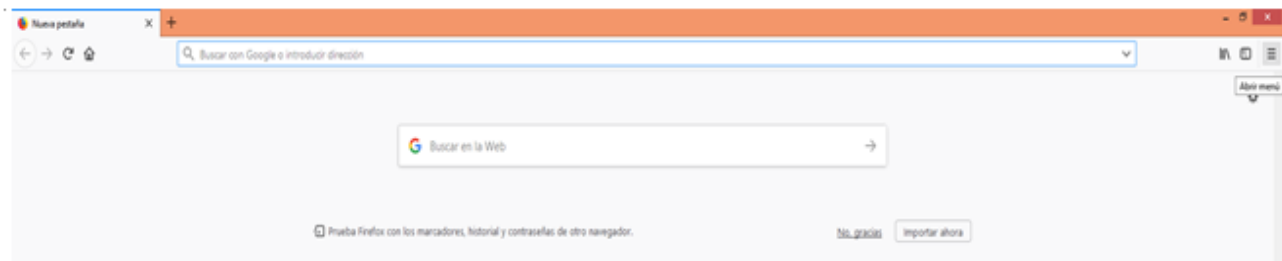 Nueva pestaña
Buscar con Google o introducir dirección
Abrir menú
Buscar en la Web
Prueba Firefox con los marcadores, historial y contraseñas de otro navegador.
No, gracias
Importar ahora